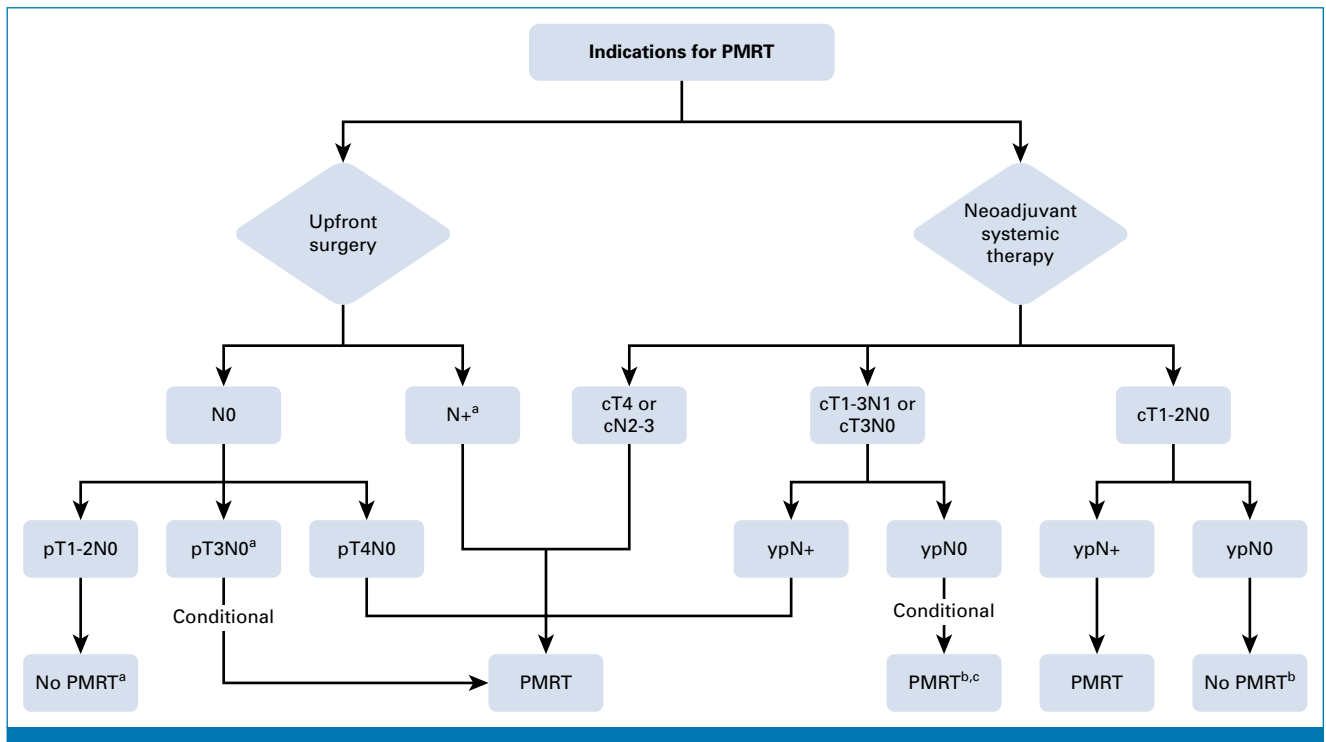 Indications for PMRT
Upfront
surgery
Neoadjuvant
systemic
therapy
N0
N+ᵃ
cT4 or
cN2-3
cT1-3N1 or
cT3N0
cT1-2N0
pT1-2N0
pT3N0ᵃ
pT4N0
ypN+
ypN0
ypN+
ypN0
Conditional
Conditional
No PMRTᵃ
PMRT
PMRTᵇ,ᶜ
PMRT
No PMRTᵇ